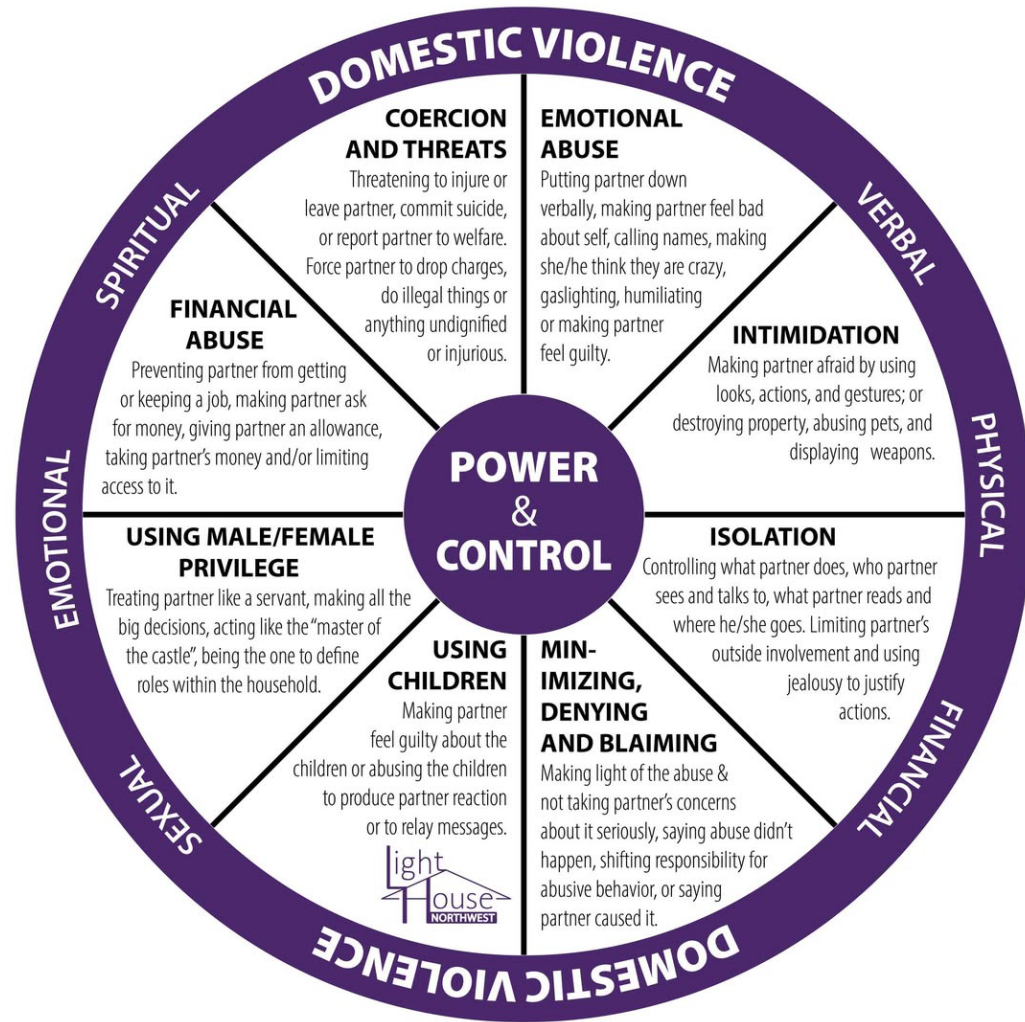 DOMESTIC VIOLENCE
SPIRITUAL
VERBAL
EMOTIONAL
PHYSICAL
SEXUAL
FINANCIAL
DOMESTIC VIOLENCE
POWER
&
CONTROL
COERCION
AND THREATS
Threatening to injure or
leave partner, commit suicide,
or report partner to welfare.
Force partner to drop charges,
do illegal things or
anything undignified
or injurious.
EMOTIONAL
ABUSE
Putting partner down
verbally, making partner feel bad
about self, calling names, making
she/he think they are crazy,
gaslighting, humiliating
or making partner
feel guilty.
INTIMIDATION
Making partner afraid by using
looks, actions, and gestures; or
destroying property, abusing pets, and
displaying weapons.
ISOLATION
Controlling what partner does, who partner
sees and talks to, what partner reads and
where he/she goes. Limiting partner's
outside involvement and using
jealousy to justify
actions.
MIN-
IMIZING,
DENYING
AND BLAIMING
Making light of the abuse &
not taking partner's concerns
about it seriously, saying abuse didn't
happen, shifting responsibility for
abusive behavior, or saying
partner caused it.
USING
CHILDREN
Making partner
feel guilty about the
children or abusing the children
to produce partner reaction
or to relay messages.
Light
House
NORTHWEST
USING MALE/FEMALE
PRIVILEGE
Treating partner like a servant, making all the
big decisions, acting like the "master of
the castle", being the one to define
roles within the household.
FINANCIAL
ABUSE
Preventing partner from getting
or keeping a job, making partner ask
for money, giving partner an allowance,
taking partner's money and/or limiting
access to it.